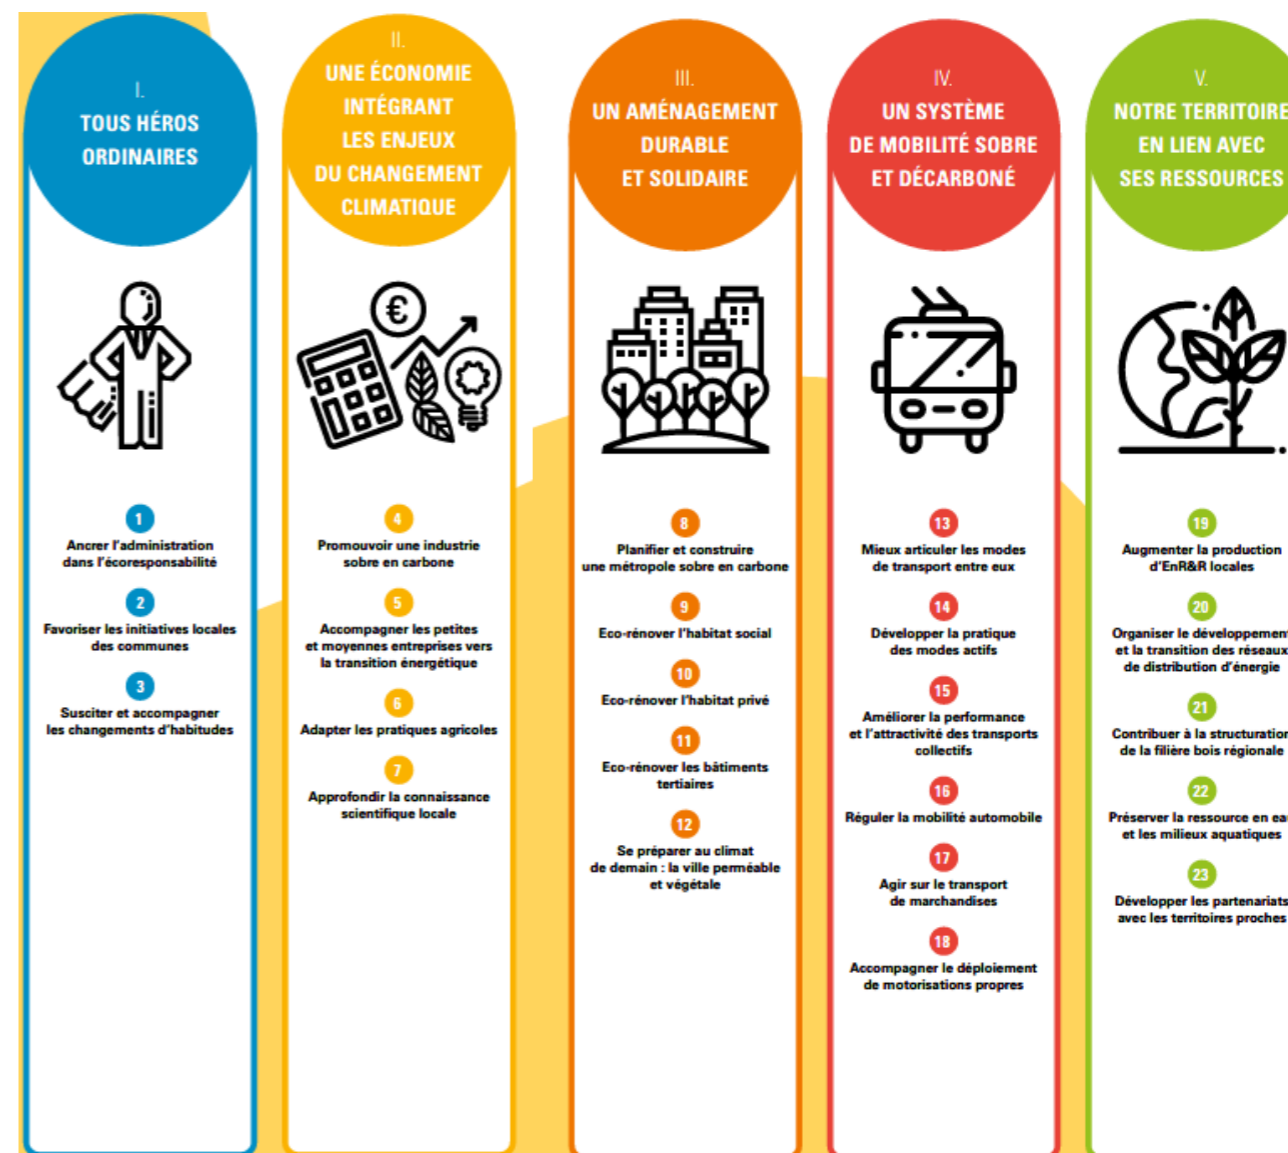 I.
TOUS HÉROS
ORDINAIRES
1
Ancrer l'administration
dans l'écoresponsabilité
2
Favoriser les initiatives locales
des communes
3
Susciter et accompagner
les changements d'habitudes
II.
UNE ÉCONOMIE
INTÉGRANT
LES ENJEUX
DU CHANGEMENT
CLIMATIQUE
€
4
Promouvoir une industrie
sobre en carbone
5
Accompagner les petites
et moyennes entreprises vers
la transition énergétique
6
Adapter les pratiques agricoles
7
Approfondir la connaissance
scientifique locale
III.
UN AMÉNAGEMENT
DURABLE
ET SOLIDAIRE
8
Planifier et construire
une métropole sobre en carbone
9
Eco-rénover l'habitat social
10
Eco-rénover l'habitat privé
11
Eco-rénover les bâtiments
tertiaires
12
Se préparer au climat
de demain : la ville perméable
et végétale
IV.
UN SYSTÈME
DE MOBILITÉ SOBRE
ET DÉCARBONÉ
13
Mieux articuler les modes
de transport entre eux
14
Développer la pratique
des modes actifs
15
Améliorer la performance
et l'attractivité des transports
collectifs
16
Réguler la mobilité automobile
17
Agir sur le transport
de marchandises
18
Accompagner le déploiement
de motorisations propres
V.
NOTRE TERRITOIRE
EN LIEN AVEC
SES RESSOURCES
19
Augmenter la production
d'EnR&R locales
20
Organiser le développement
et la transition des réseaux
de distribution d'énergie
21
Contribuer à la structuration
de la filière bois régionale
22
Préserver la ressource en eau
et les milieux aquatiques
23
Développer les partenariats
avec les territoires proches